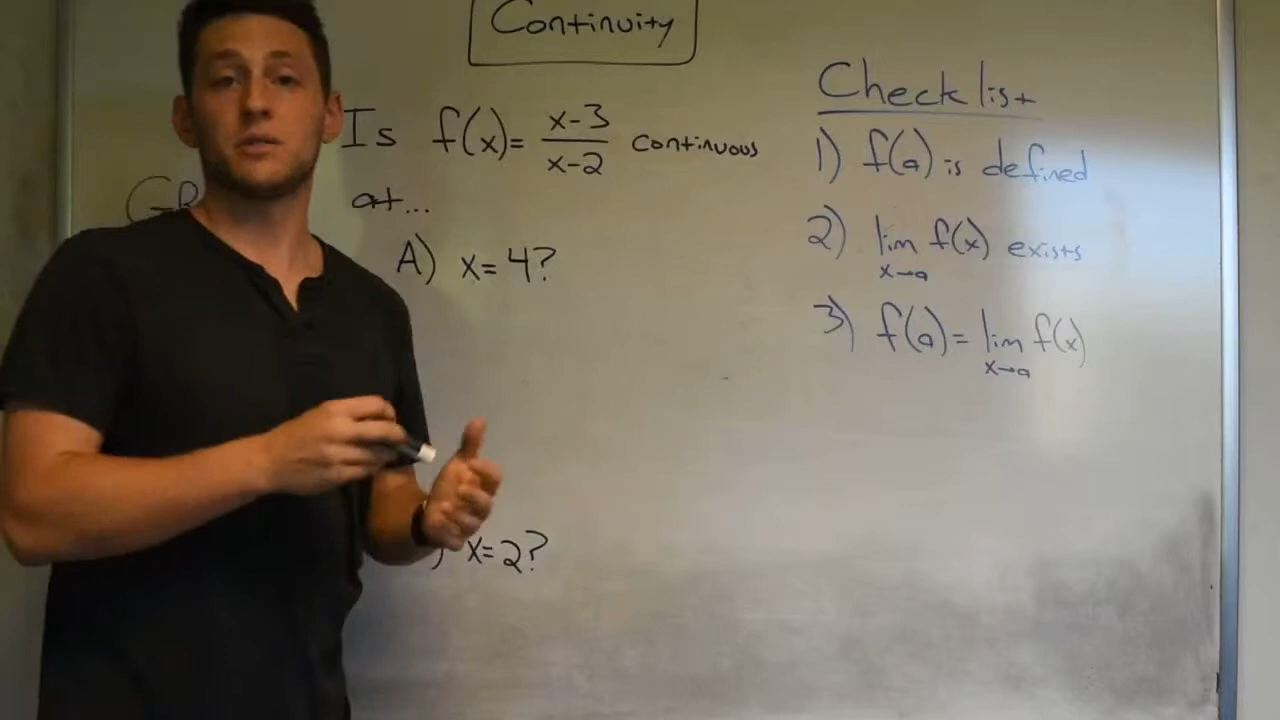 Continuity
Is f(x)= x-3 / x-2 continuous
at...
A) x=4?
) x=2?
Checklist
1) f(a) is defined
2) lim f(x) exists
x→a
3) f(a)= lim f(x)
x→a